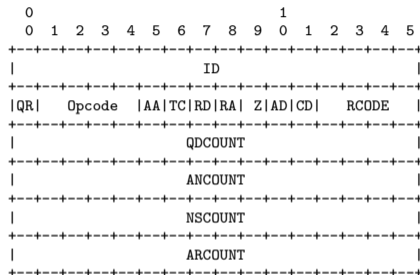 0 1
0 1 2 3 4 5 6 7 8 9 0 1 2 3 4 5
+--+--+--+--+--+--+--+--+--+--+--+--+--+--+--+--+
| ID |
+--+--+--+--+--+--+--+--+--+--+--+--+--+--+--+--+
|QR| Opcode |AA|TC|RD|RA| Z|AD|CD| RCODE |
+--+--+--+--+--+--+--+--+--+--+--+--+--+--+--+--+
| QDCOUNT |
+--+--+--+--+--+--+--+--+--+--+--+--+--+--+--+--+
| ANCOUNT |
+--+--+--+--+--+--+--+--+--+--+--+--+--+--+--+--+
| NSCOUNT |
+--+--+--+--+--+--+--+--+--+--+--+--+--+--+--+--+
| ARCOUNT |
+--+--+--+--+--+--+--+--+--+--+--+--+--+--+--+--+